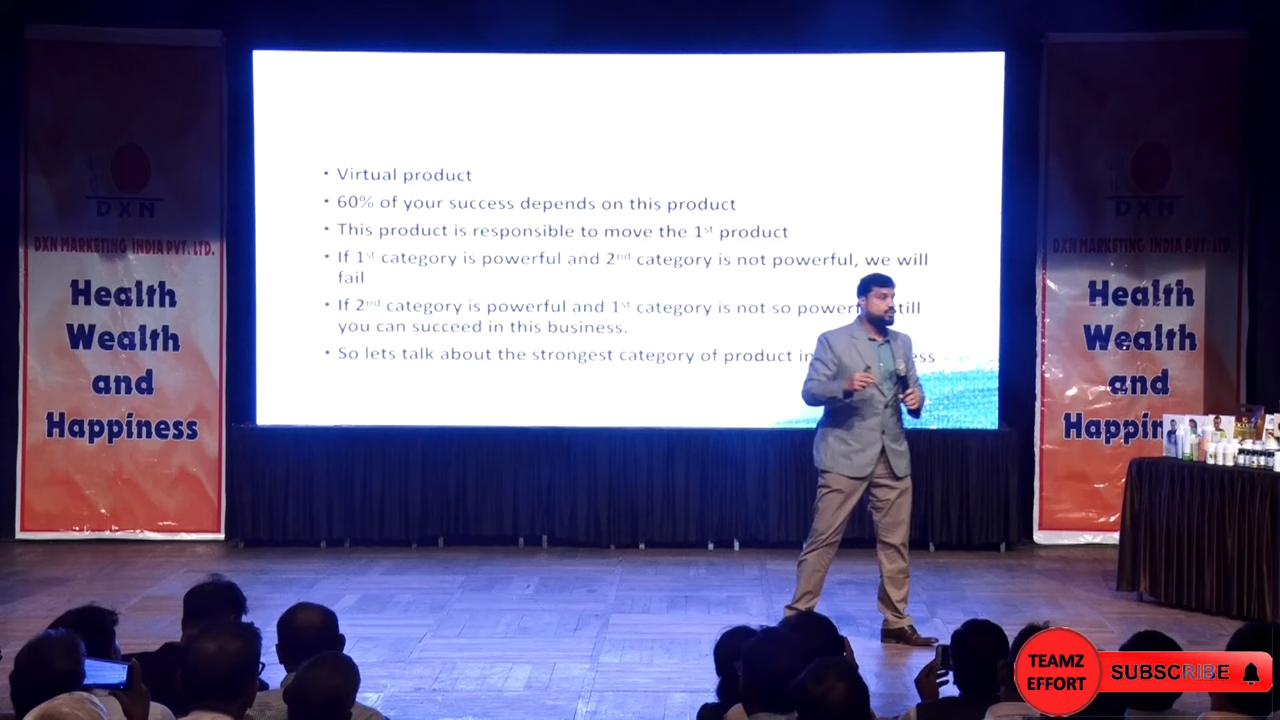 • Virtual product
• 60% of your success depends on this product
• This product is responsible to move the 1st product
• If 1st category is powerful and 2nd category is not powerful, we will
fail
• If 2nd category is powerful and 1st category is not so powerf still
you can succeed in this business.
• So lets talk about the strongest category of product in ess
DXN
DXN MARKETING INDIA PVT. LTD.
Health
Wealth
and
Happiness
DXN
DXN MARKETING INDIA PVT. LTD.
Health
Wealth
and
Happin
TEAMZ
EFFORT
SUBSCRIBE